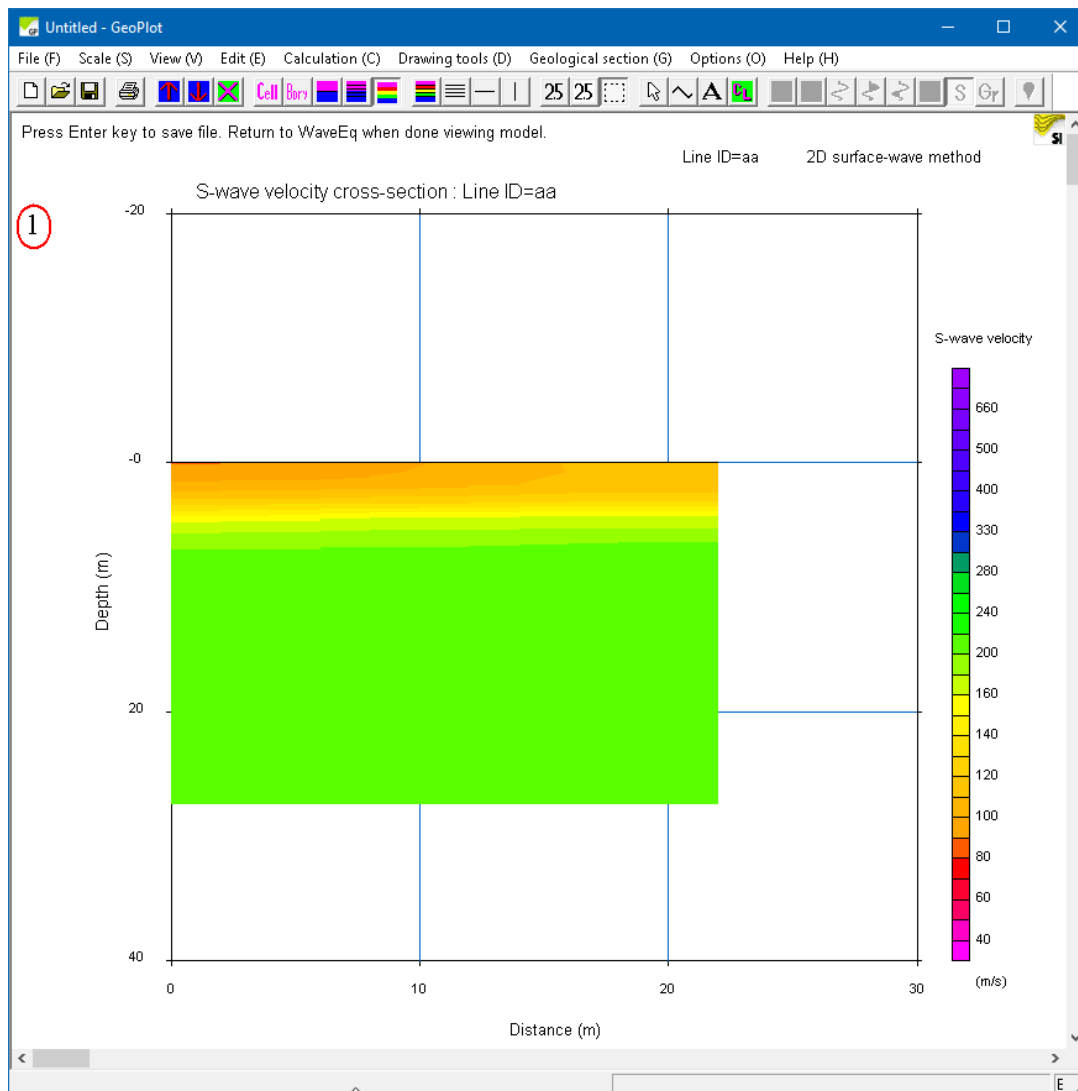 Untitled - GeoPlot
File (F) Scale (S) View (V) Edit (E) Calculation (C) Drawing tools (D) Geological section (G) Options (O) Help (H)
Cell Bory 25 25 A S Gr
Press Enter key to save file. Return to WaveEq when done viewing model.
SI
Line ID=aa 2D surface-wave method
S-wave velocity cross-section : Line ID=aa
1
-20
S-wave velocity
660
500
400
330
280
240
200
160
140
120
100
80
60
40
(m/s)
-0
Depth (m)
20
40
0 10 20 30
Distance (m)
E